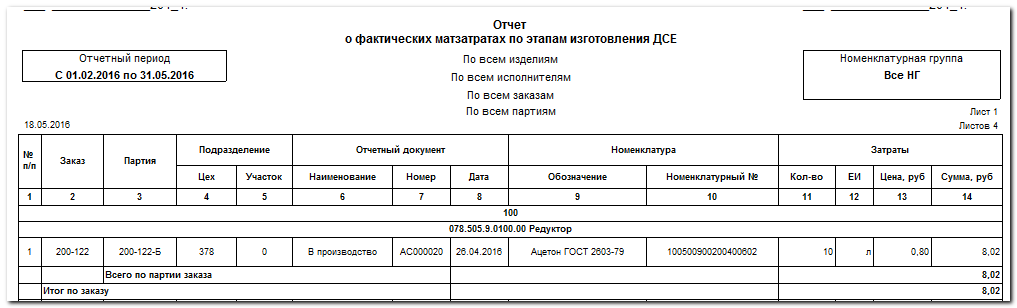 201_ г. 201_ г.
Отчет
о фактических матзатратах по этапам изготовления ДСЕ
Отчетный период
С 01.02.2016 по 31.05.2016
По всем изделиям
По всем исполнителям
По всем заказам
По всем партиям
Номенклатурная группа
Все НГ
18.05.2016
Лист 1
Листов 4
№ п/п Заказ Партия Подразделение Отчетный документ Номенклатура Затраты
Цех Участок Наименование Номер Дата Обозначение Номенклатурный № Кол-во ЕИ Цена, руб Сумма, руб
1 2 3 4 5 6 7 8 9 10 11 12 13 14
100
078.505.9.0100.00 Редуктор
1 200-122 200-122-Б 378 0 В производство АС000020 26.04.2016 Ацетон ГОСТ 2603-79 100500900200400602 10 л 0,80 8,02
Всего по партии заказа 8,02
Итог по заказу 8,02